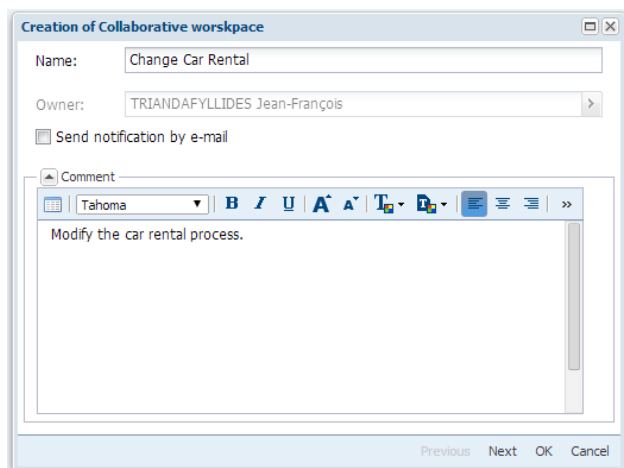 Creation of Collaborative worskpace
Name: Change Car Rental
Owner: TRIANDAFYLLIDES Jean-François
Send notification by e-mail
Comment
Tahoma B I U A A T
Modify the car rental process.
Previous Next OK Cancel